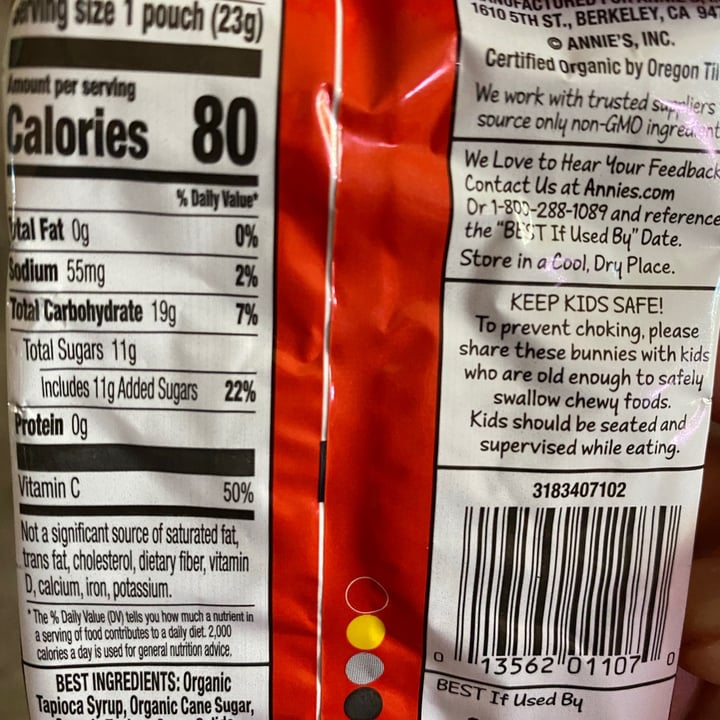 serving size 1 pouch (23g)
Amount per serving
Calories 80
% Daily Value*
Total Fat 0g 0%
Sodium 55mg 2%
Total Carbohydrate 19g 7%
Total Sugars 11g
Includes 11g Added Sugars 22%
Protein 0g
Vitamin C 50%
Not a significant source of saturated fat,
trans fat, cholesterol, dietary fiber, vitamin
D, calcium, iron, potassium.
* The % Daily Value (DV) tells you how much a nutrient in
a serving of food contributes to a daily diet. 2,000
calories a day is used for general nutrition advice.
BEST INGREDIENTS: Organic
Tapioca Syrup, Organic Cane Sugar,
1610 5TH ST., BERKELEY, CA 94
© ANNIE'S, INC.
Certified Organic by Oregon Til
We work with trusted suppliers
source only non-GMO ingredient
We Love to Hear Your Feedback
Contact Us at Annies.com
Or 1-800-288-1089 and reference
the "BEST If Used By" Date.
Store in a Cool, Dry Place.
KEEP KIDS SAFE!
To prevent choking, please
share these bunnies with kids
who are old enough to safely
swallow chewy foods.
Kids should be seated and
supervised while eating.
3183407102
0 13562 01107 0
BEST If Used By